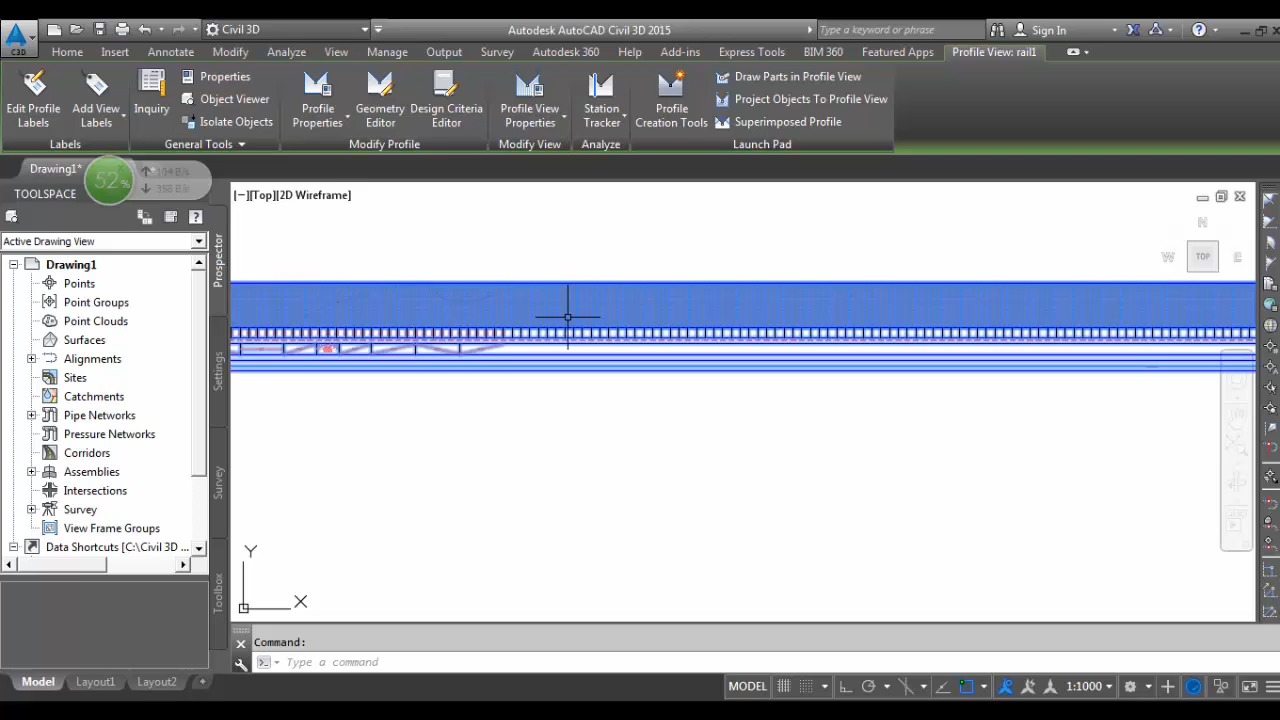 Civil 3D
Autodesk AutoCAD Civil 3D 2015
Type a keyword or phrase
Sign In
C3D
Home Insert Annotate Modify Analyze View Manage Output Survey Autodesk 360 Help Add-ins Express Tools BIM 360 Featured Apps Profile View: rail1
Edit Profile Labels
Add View Labels
Inquiry
Properties
Object Viewer
Isolate Objects
Profile Properties
Geometry Editor
Design Criteria Editor
Profile View Properties
Station Tracker
Profile Creation Tools
Draw Parts in Profile View
Project Objects To Profile View
Superimposed Profile
Labels General Tools Modify Profile Modify View Analyze Launch Pad
Drawing1*
52%
TOOLSPACE
[−][Top][2D Wireframe]
Active Drawing View
Drawing1
Points
Point Groups
Point Clouds
Surfaces
Alignments
Sites
Catchments
Pipe Networks
Pressure Networks
Corridors
Assemblies
Intersections
Survey
View Frame Groups
Data Shortcuts [C:\Civil 3D ...
Prospector
Settings
Survey
Toolbox
N
W TOP E
Y
X
Command:
Type a command
Model Layout1 Layout2 +
MODEL
1:1000